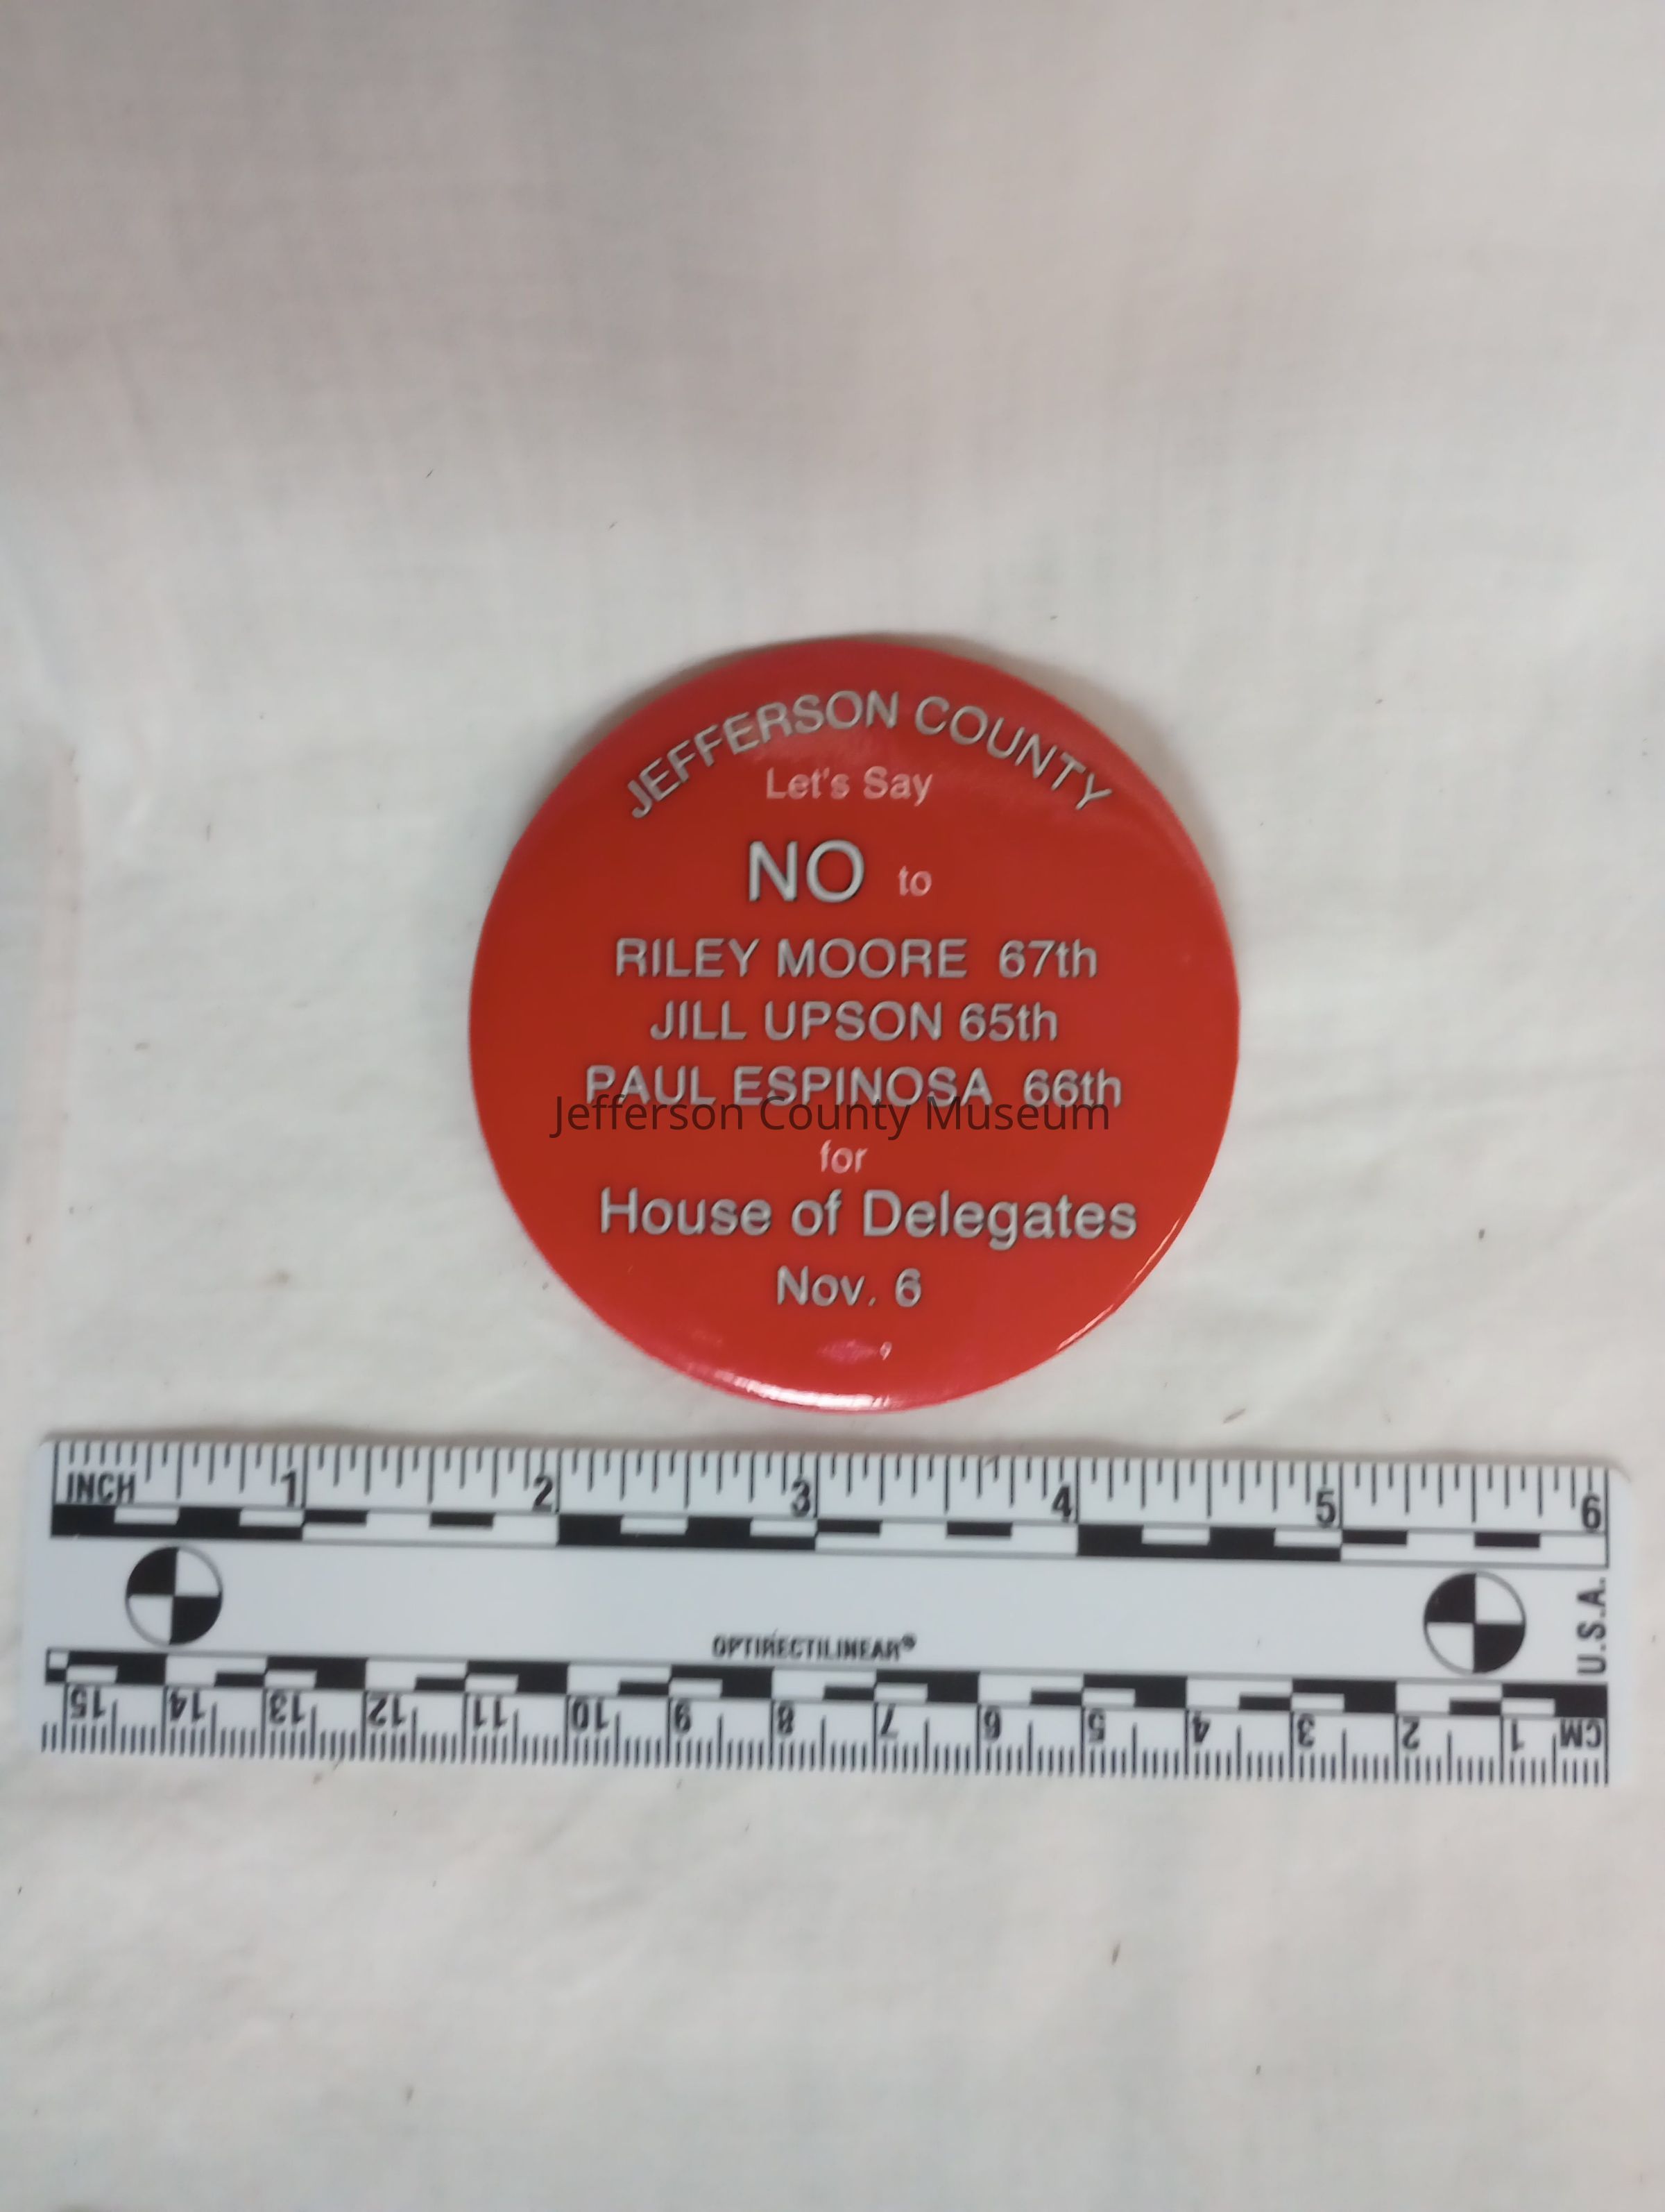 JEFFERSON COUNTY
Let's Say
NO to
RILEY MOORE 67th
JILL UPSON 65th
PAUL ESPINOSA 66th
Jefferson County Museum
for
House of Delegates
Nov. 6
INCH 1 2 3 4 5 6
U.S.A.
OPTIRECTILINEAR®
15 14 13 12 11 10 9 8 7 6 5 4 3 2 1 CM